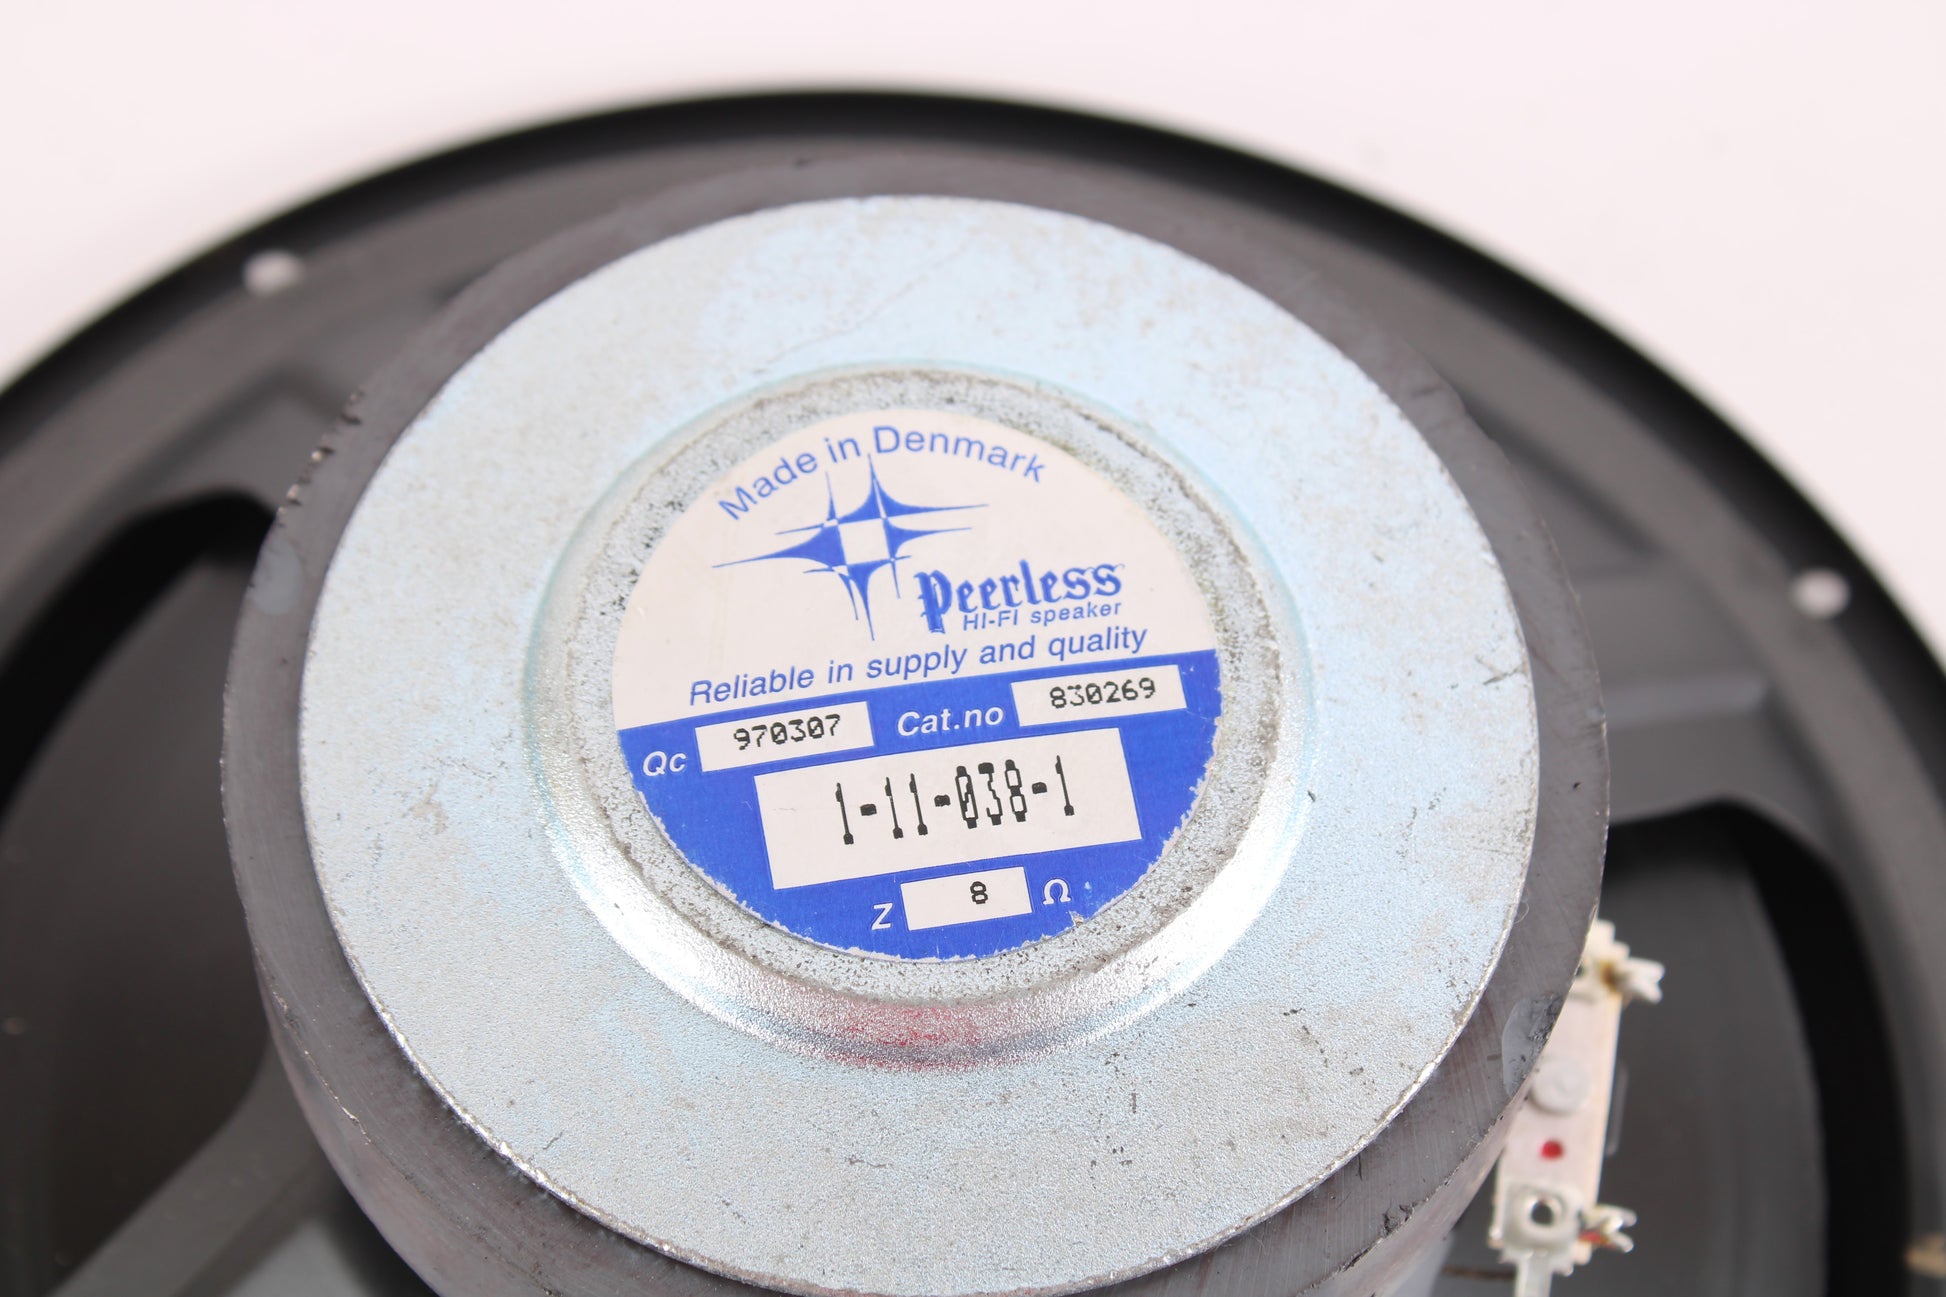 Made in Denmark
Peerless
HI-FI speaker
Reliable in supply and quality
Qc 970307 Cat.no 830269
1-11-038-1
Z 8 Ω